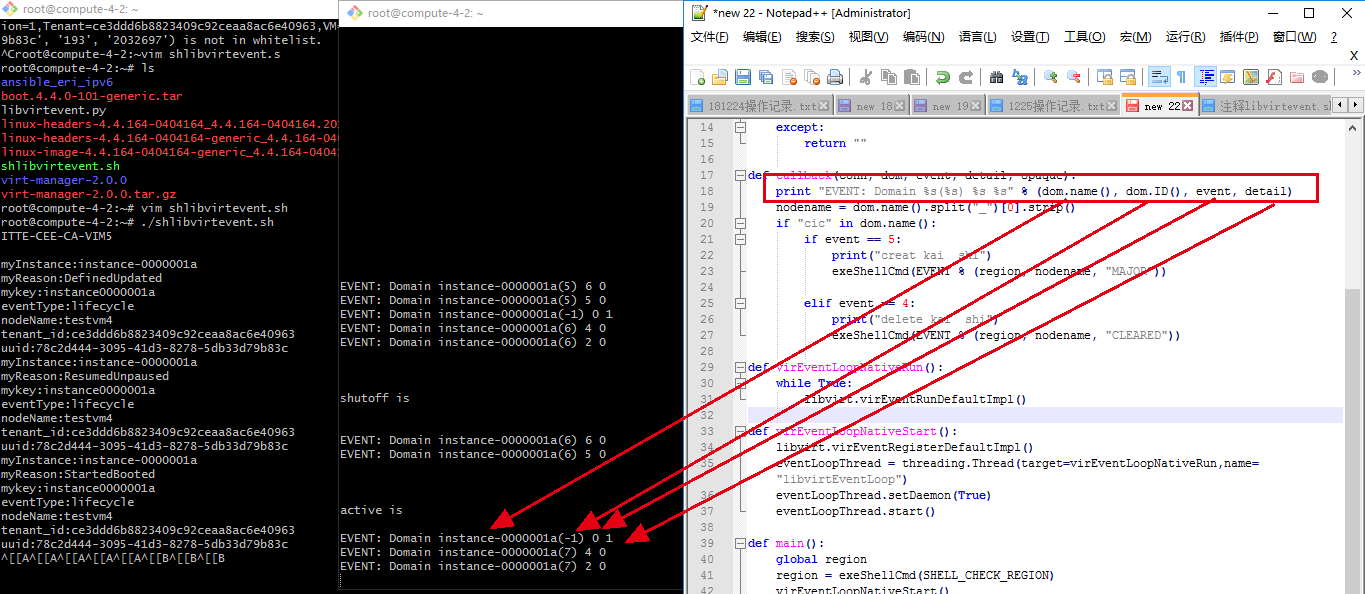 root@compute-4-2: ~
ion=1,Tenant=ce3ddd6b8823409c92ceaa8ac6e40963,VM=
9b83c', '193', '2032697') is not in whitelist.
^Croot@compute-4-2:~vim shlibvirtevent.s
root@compute-4-2:~# ls
ansible_eri_ipv6
boot.4.4.0-101-generic.tar
libvirtevent.py
linux-headers-4.4.164-0404164_4.4.164-0404164.20
linux-headers-4.4.164-0404164-generic_4.4.164-040
linux-image-4.4.164-0404164-generic_4.4.164-04041
shlibvirtevent.sh
virt-manager-2.0.0
virt-manager-2.0.0.tar.gz
root@compute-4-2:~# vim shlibvirtevent.sh
root@compute-4-2:~# ./shlibvirtevent.sh
ITTE-CEE-CA-VIM5
myInstance:instance-0000001a
myReason:DefinedUpdated
mykey:instance0000001a
eventType:lifecycle
nodeName:testvm4
tenant_id:ce3ddd6b8823409c92ceaa8ac6e40963
uuid:78c2d444-3095-41d3-8278-5db33d79b83c
myInstance:instance-0000001a
myReason:ResumedUnpaused
mykey:instance0000001a
eventType:lifecycle
nodeName:testvm4
tenant_id:ce3ddd6b8823409c92ceaa8ac6e40963
uuid:78c2d444-3095-41d3-8278-5db33d79b83c
myInstance:instance-0000001a
myReason:StartedBooted
mykey:instance0000001a
eventType:lifecycle
nodeName:testvm4
tenant_id:ce3ddd6b8823409c92ceaa8ac6e40963
uuid:78c2d444-3095-41d3-8278-5db33d79b83c
^[[A^[[A^[[A^[[A^[[A^[[B^[[B^[[B
root@compute-4-2: ~
EVENT: Domain instance-0000001a(5) 6 0
EVENT: Domain instance-0000001a(5) 5 0
EVENT: Domain instance-0000001a(-1) 0 1
EVENT: Domain instance-0000001a(6) 4 0
EVENT: Domain instance-0000001a(6) 2 0
shutoff is
EVENT: Domain instance-0000001a(6) 6 0
EVENT: Domain instance-0000001a(6) 5 0
active is
EVENT: Domain instance-0000001a(-1) 0 1
EVENT: Domain instance-0000001a(7) 4 0
EVENT: Domain instance-0000001a(7) 2 0
*new 22 - Notepad++ [Administrator]
文件(F) 编辑(E) 搜索(S) 视图(V) 编码(N) 语言(L) 设置(T) 工具(O) 宏(M) 运行(R) 插件(P) 窗口(W) ?
X
181224操作记录.txt new 18 new 19 1225操作记录.txt new 22 注释libvirtevent.s
14 except:
15 return ""
16
17 def callback(conn, dom, event, detail, opaque):
18 print "EVENT: Domain %s(%s) %s %s" % (dom.name(), dom.ID(), event, detail)
19 nodename = dom.name().split("_")[0].strip()
20 if "cic" in dom.name():
21 if event == 5:
22 print("creat kai shi")
23 exeShellCmd(EVENT % (region, nodename, "MAJOR"))
24
25 elif event == 4:
26 print("delete kai shi")
27 exeShellCmd(EVENT % (region, nodename, "CLEARED"))
28
29 def virEventLoopNativeRun():
30 while True:
31 libvirt.virEventRunDefaultImpl()
32
33 def virEventLoopNativeStart():
34 libvirt.virEventRegisterDefaultImpl()
35 eventLoopThread = threading.Thread(target=virEventLoopNativeRun,name=
"libvirtEventLoop")
36 eventLoopThread.setDaemon(True)
37 eventLoopThread.start()
38
39 def main():
40 global region
41 region = exeShellCmd(SHELL_CHECK_REGION)
42 virEventLoopNativeStart()